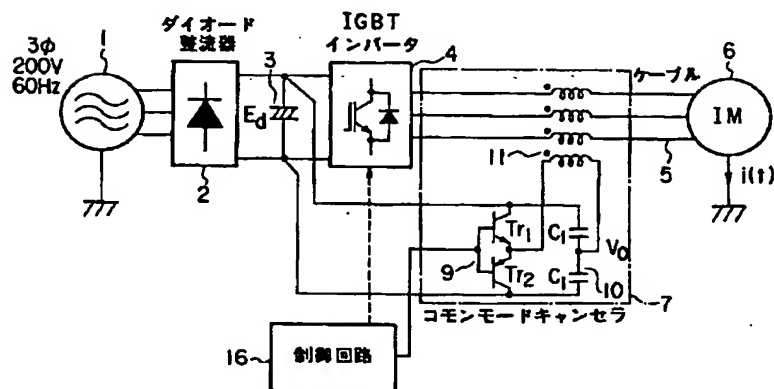 3φ
200V
60Hz
1
ダイオード
整流器
2
3
Ed
IGBT
インバータ
4
ケーブル
6
IM
5
i(t)
11
Tr1
Tr2
9
C1
C1
V0
10
7
コモンモードキャンセラ
16
制御回路